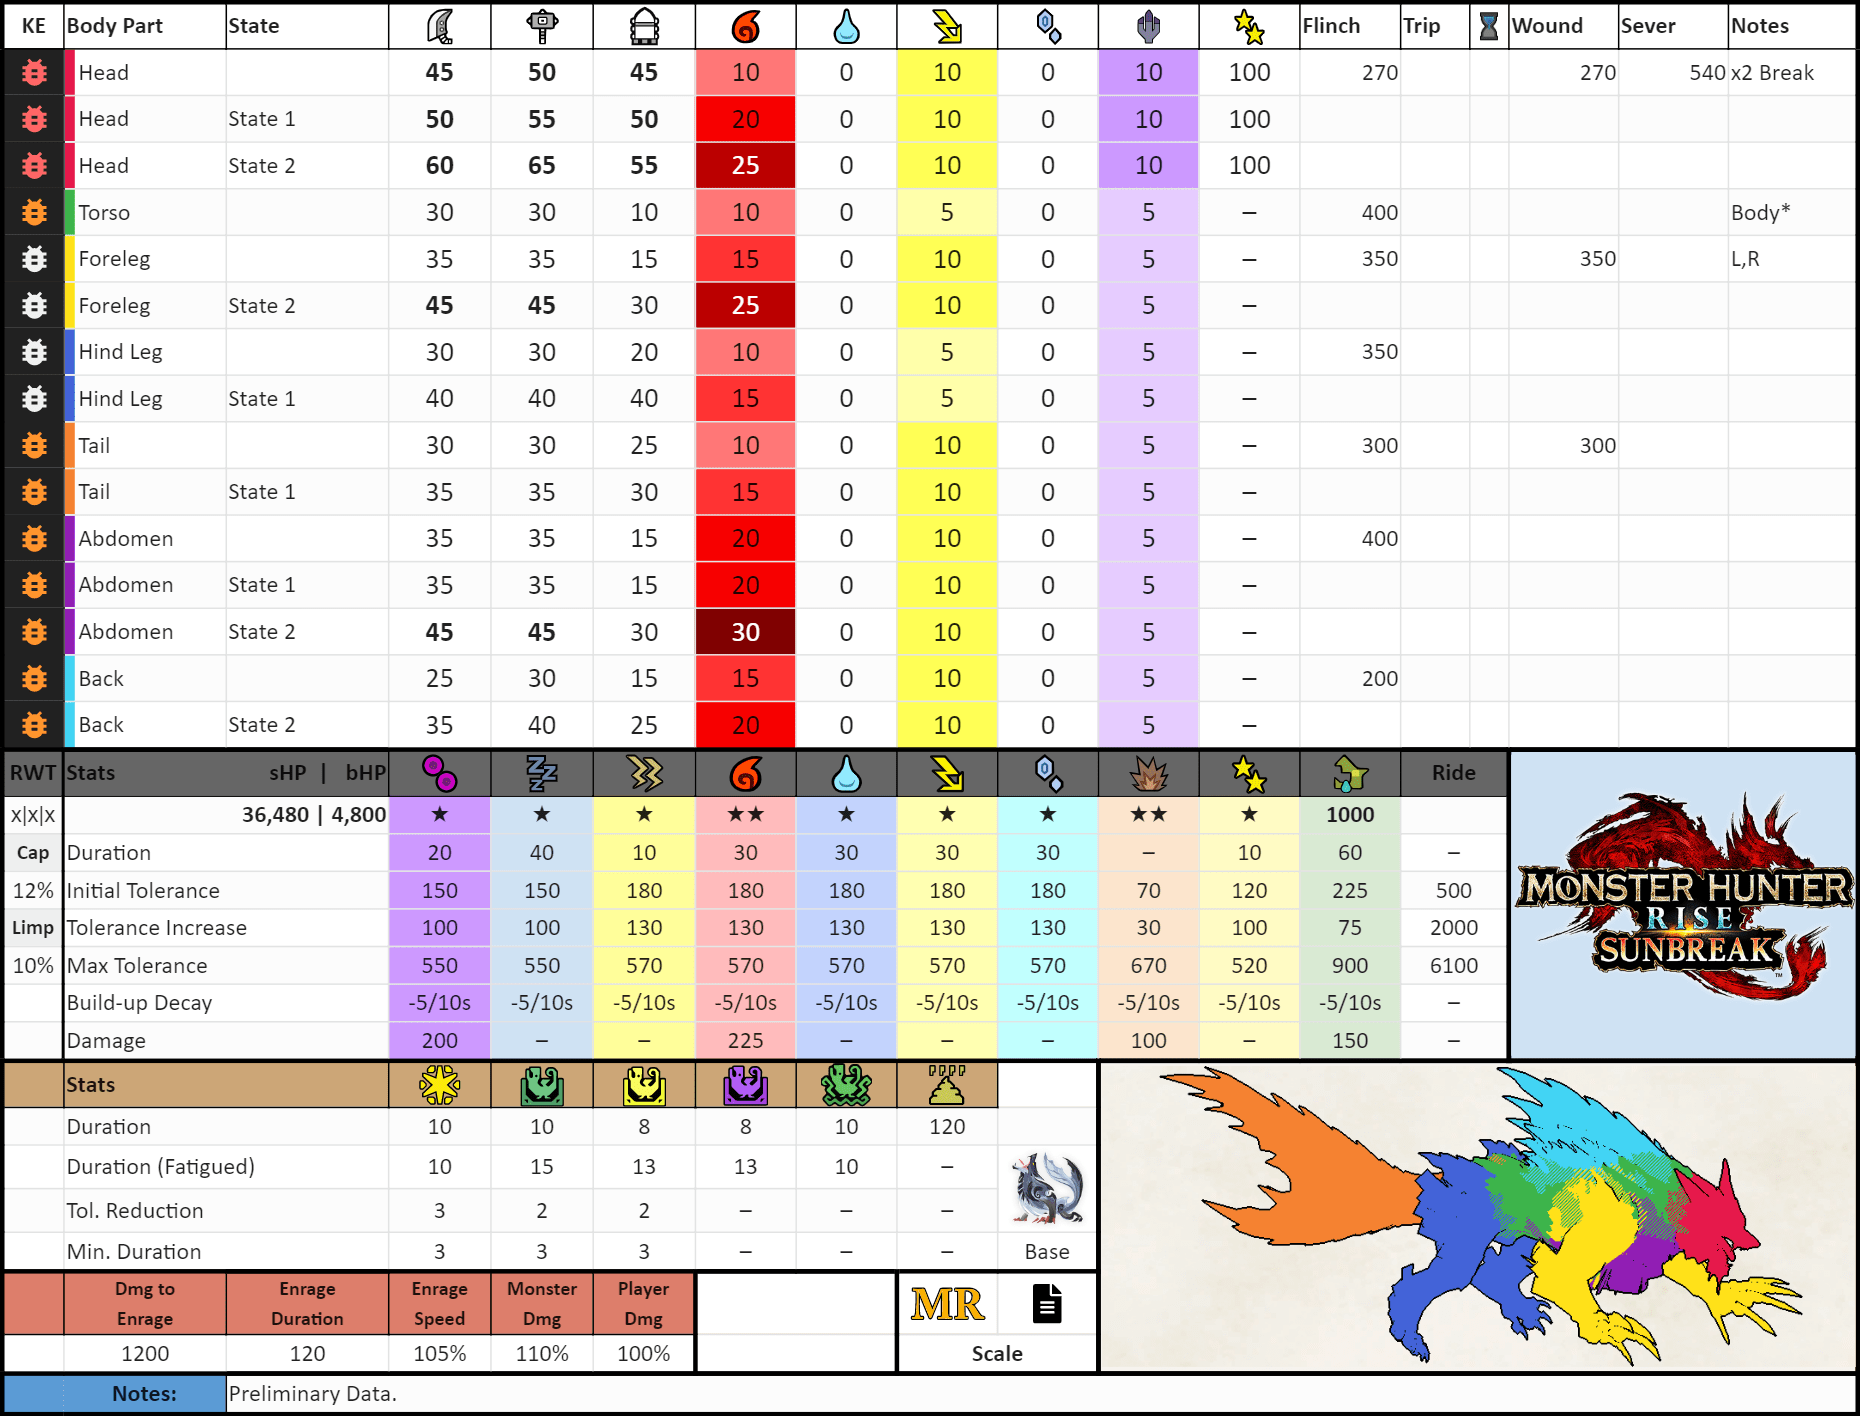 KE Body Part State Flinch Trip Wound Sever Notes
Head 45 50 45 10 0 10 0 10 100 270 270 540 x2 Break
Head State 1 50 55 50 20 0 10 0 10 100
Head State 2 60 65 55 25 0 10 0 10 100
Torso 30 30 10 10 0 5 0 5 – 400 Body*
Foreleg 35 35 15 15 0 10 0 5 – 350 350 L,R
Foreleg State 2 45 45 30 25 0 10 0 5 –
Hind Leg 30 30 20 10 0 5 0 5 – 350
Hind Leg State 1 40 40 40 15 0 5 0 5 –
Tail 30 30 25 10 0 10 0 5 – 300 300
Tail State 1 35 35 30 15 0 10 0 5 –
Abdomen 35 35 15 20 0 10 0 5 – 400
Abdomen State 1 35 35 15 20 0 10 0 5 –
Abdomen State 2 45 45 30 30 0 10 0 5 –
Back 25 30 15 15 0 10 0 5 – 200
Back State 2 35 40 25 20 0 10 0 5 –
RWT Stats sHP | bHP Ride
x|x|x 36,480 | 4,800 ★ ★ ★ ★★ ★ ★ ★ ★★ ★ 1000
Cap Duration 20 40 10 30 30 30 30 – 10 60 –
12% Initial Tolerance 150 150 180 180 180 180 180 70 120 225 500
Limp Tolerance Increase 100 100 130 130 130 130 130 30 100 75 2000
10% Max Tolerance 550 550 570 570 570 570 570 670 520 900 6100
Build-up Decay -5/10s -5/10s -5/10s -5/10s -5/10s -5/10s -5/10s -5/10s -5/10s -5/10s –
Damage 200 – – 225 – – – 100 – 150 –
MONSTER HUNTER
RISE
SUNBREAK
TM
Stats
Duration 10 10 8 8 10 120
Duration (Fatigued) 10 15 13 13 10 –
Tol. Reduction 3 2 2 – – –
Min. Duration 3 3 3 – – – Base
Dmg to Enrage Enrage Duration Enrage Speed Monster Dmg Player Dmg MR
1200 120 105% 110% 100% Scale
Notes: Preliminary Data.